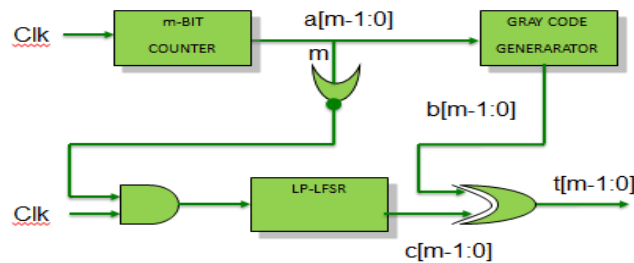 Clk
m-BIT
COUNTER
a[m-1:0]
m
GRAY CODE
GENERARATOR
b[m-1:0]
Clk
LP-LFSR
c[m-1:0]
t[m-1:0]